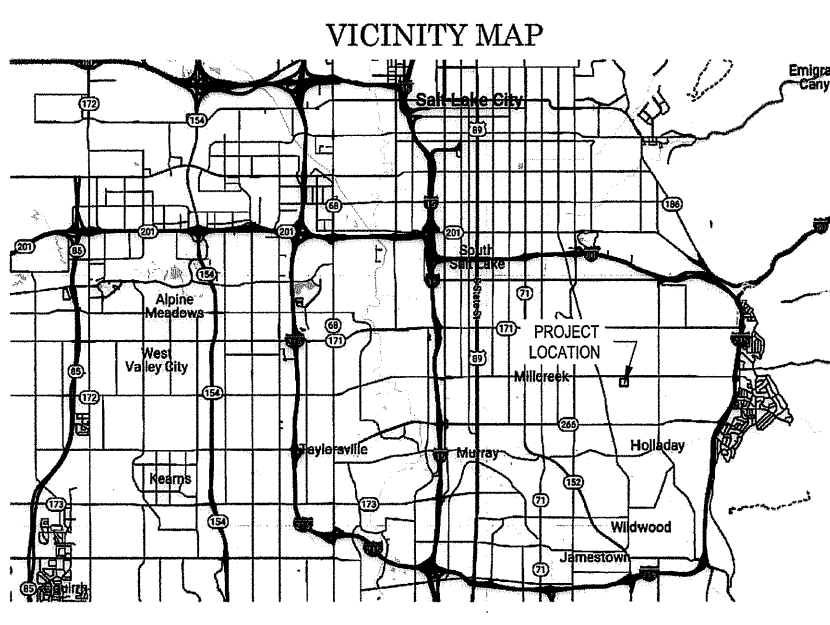 VICINITY MAP
Emigra
Cany
172
154
Salt Lake City
89
68
186
201
201
85
201
201
South
Salt Lake
154
71
Alpine
Meadows
68
171
171
PROJECT
LOCATION
West
Valley City
89
85
Millcreek
172
154
266
Taylorsville
Murray
Holladay
Kearns
152
173
173
71
154
Wildwood
Jamestown
71
85